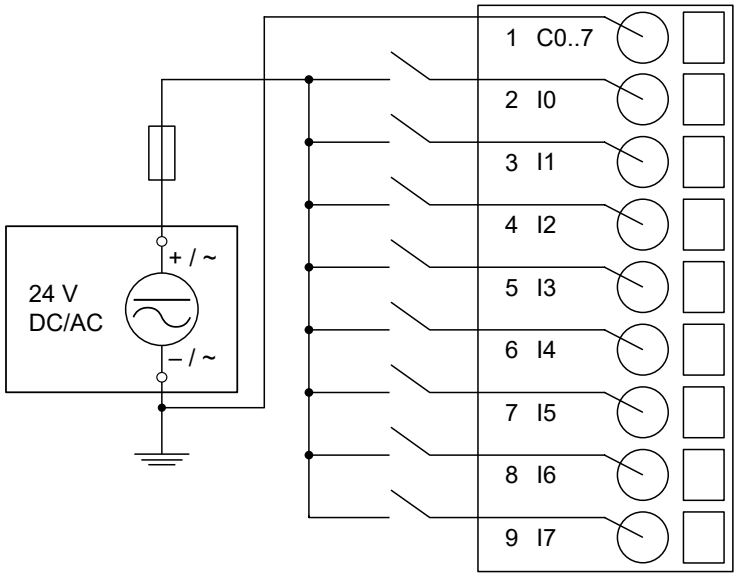 1 C0..7
2 I0
3 I1
+ / ~
4 I2
24 V
DC/AC
5 I3
– / ~
6 I4
7 I5
8 I6
9 I7